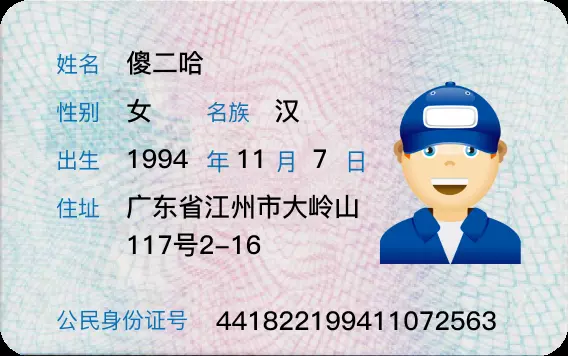 姓名 傻二哈
性别 女 名族 汉
出生 1994 年 11 月 7 日
住址 广东省江州市大岭山
117号2-16
公民身份证号 441822199411072563